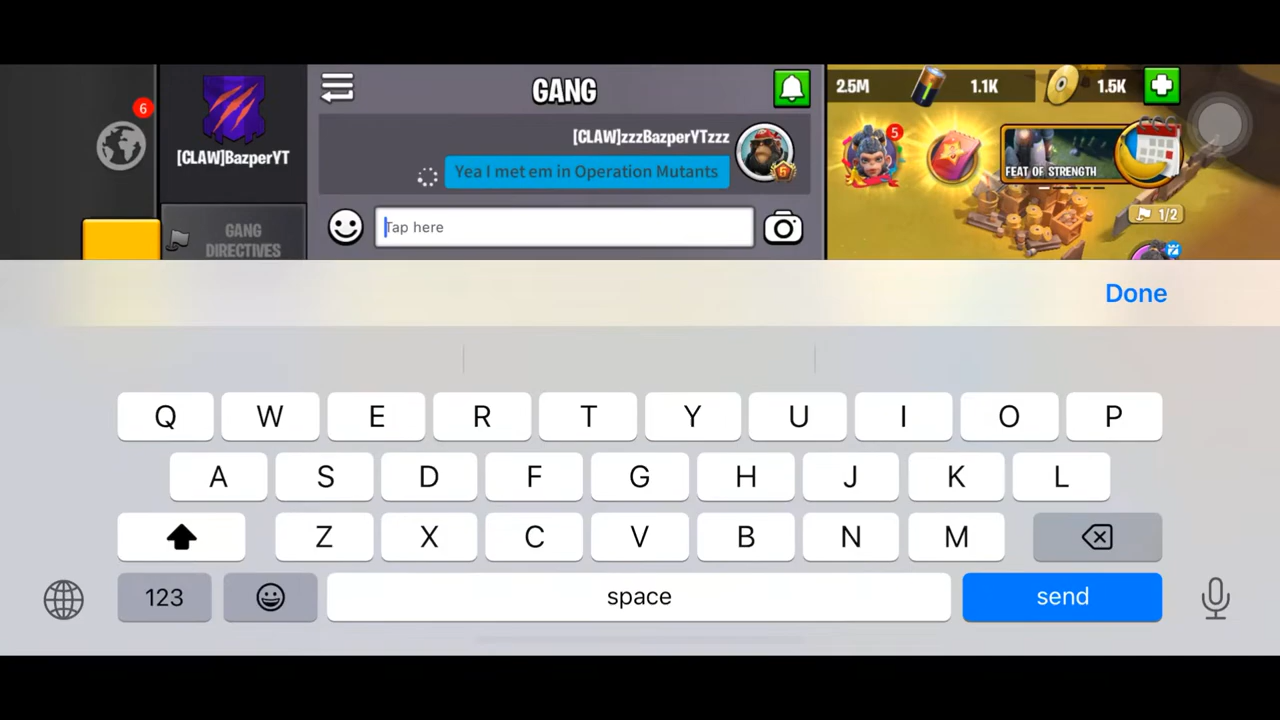 6
[CLAW]BazperYT
GANG
DIRECTIVES
GANG
[CLAW]zzzBazperYTzzz
6
Yea I met em in Operation Mutants
Tap here
2.5M
1.1K
1.5K
5
FEAT OF STRENGTH
1/2
Done
Q W E R T Y U I O P
A S D F G H J K L
Z X C V B N M
123
space
send